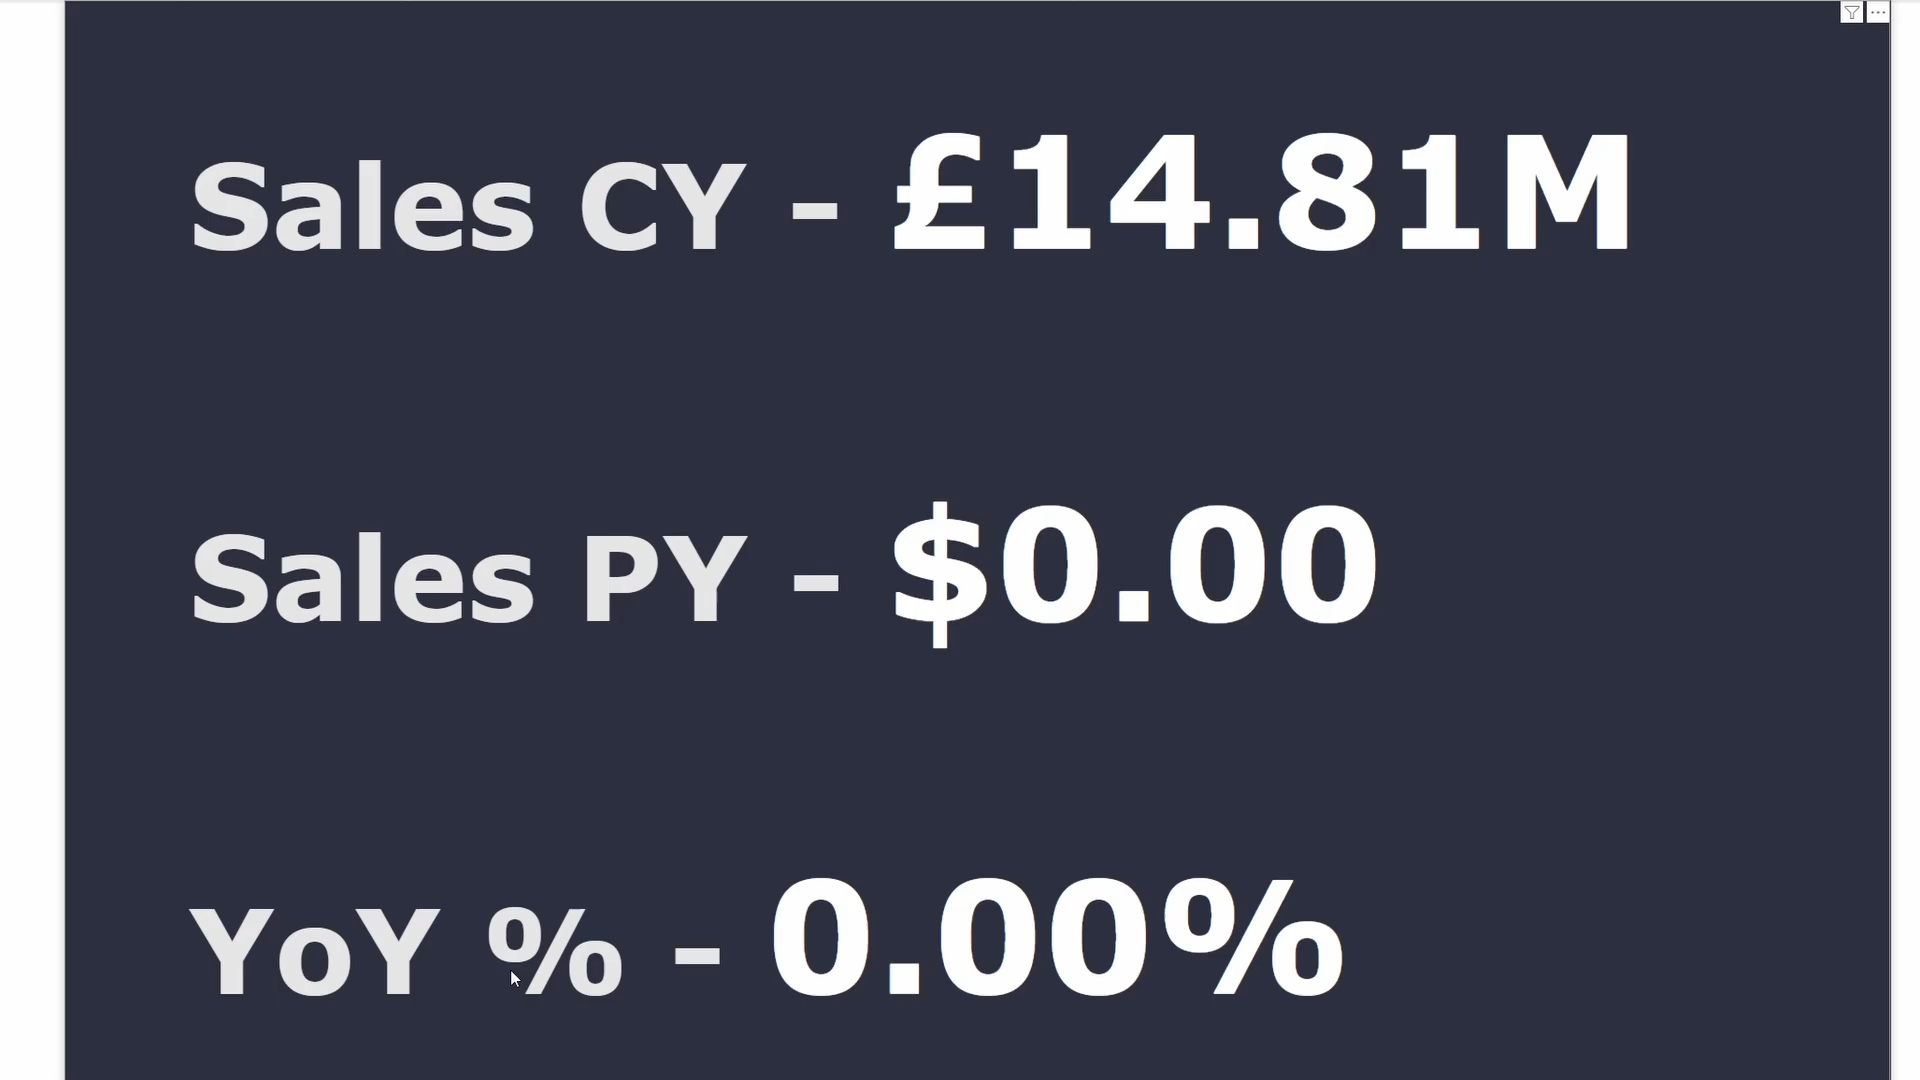 Sales CY - £14.81M
Sales PY - $0.00
YoY % - 0.00%